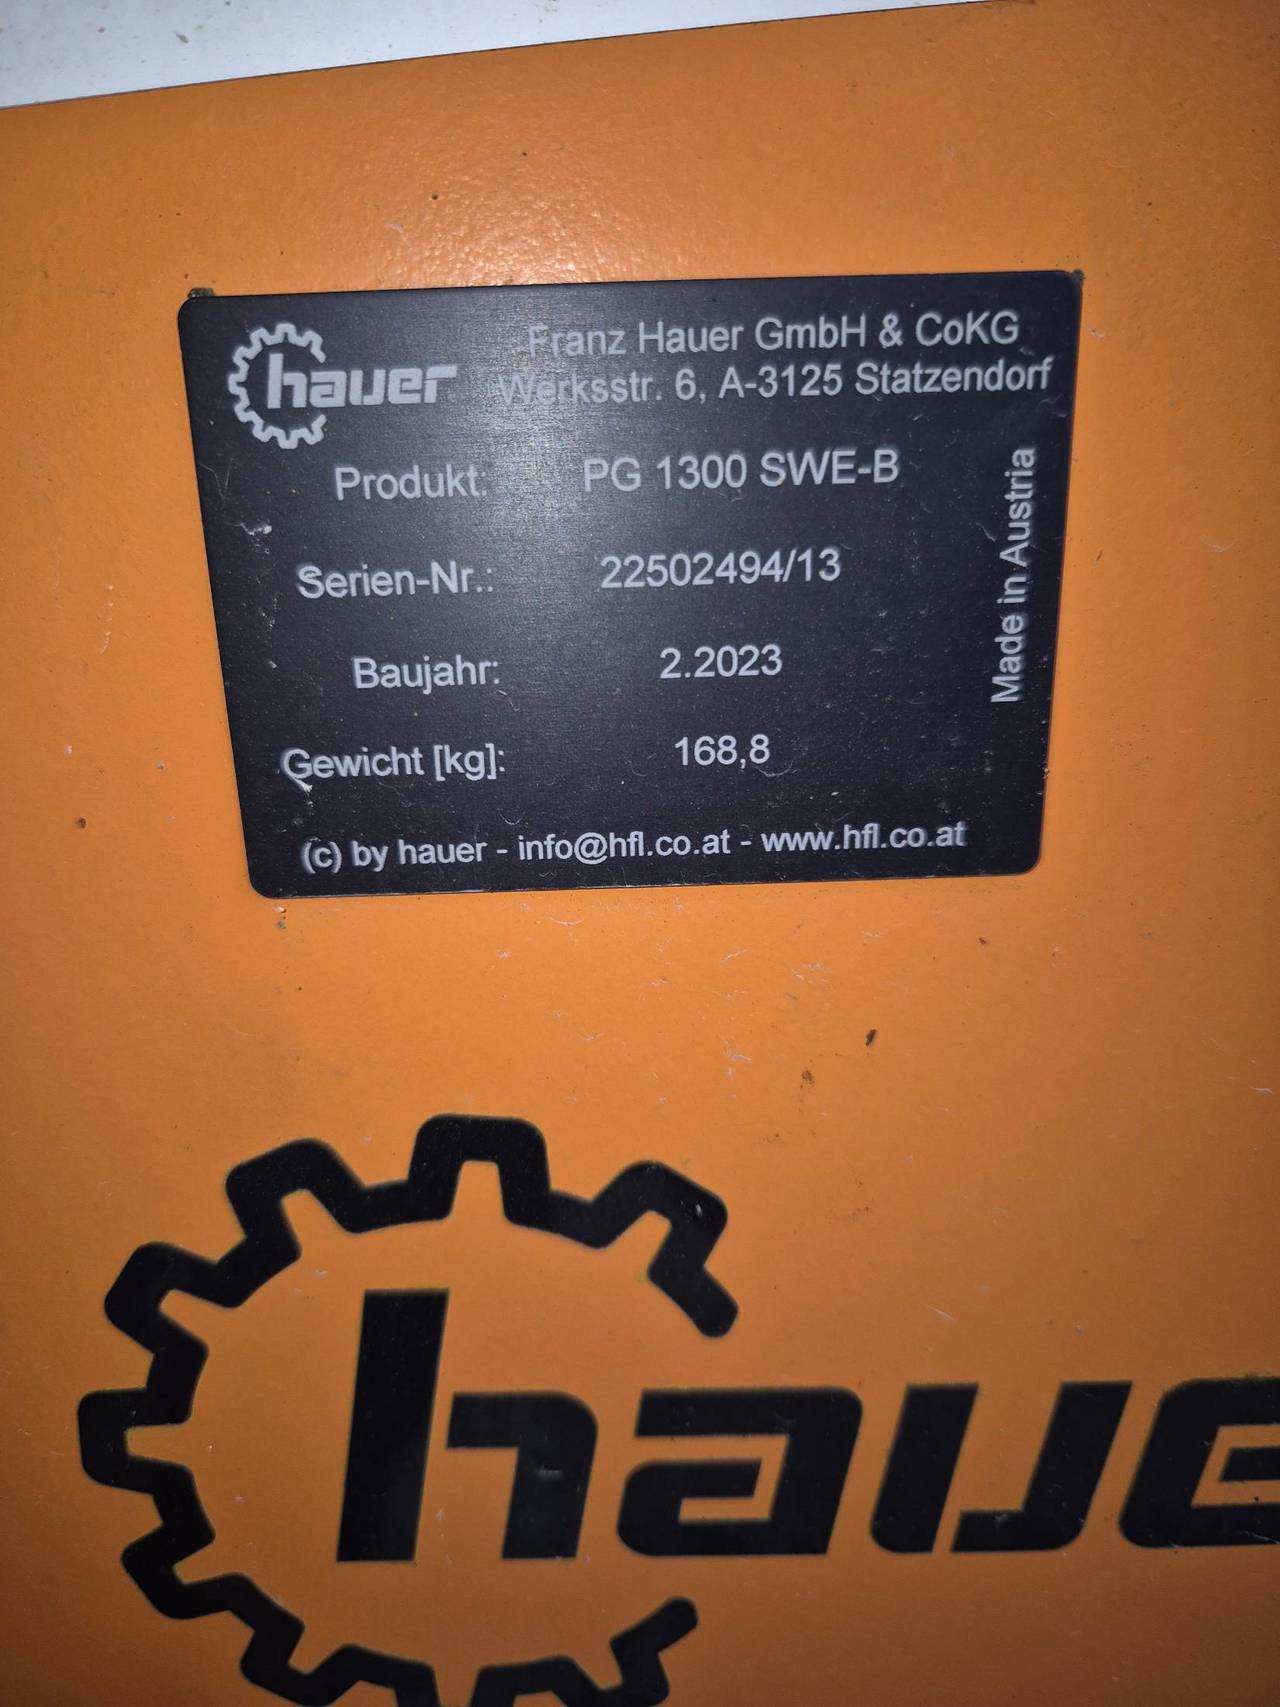 hauer
Franz Hauer GmbH & CoKG
Werksstr. 6, A-3125 Statzendorf
Produkt: PG 1300 SWE-B
Serien-Nr.: 22502494/13
Baujahr: 2.2023
Gewicht [kg]: 168,8
Made in Austria
(c) by hauer - info@hfl.co.at - www.hfl.co.at
haue